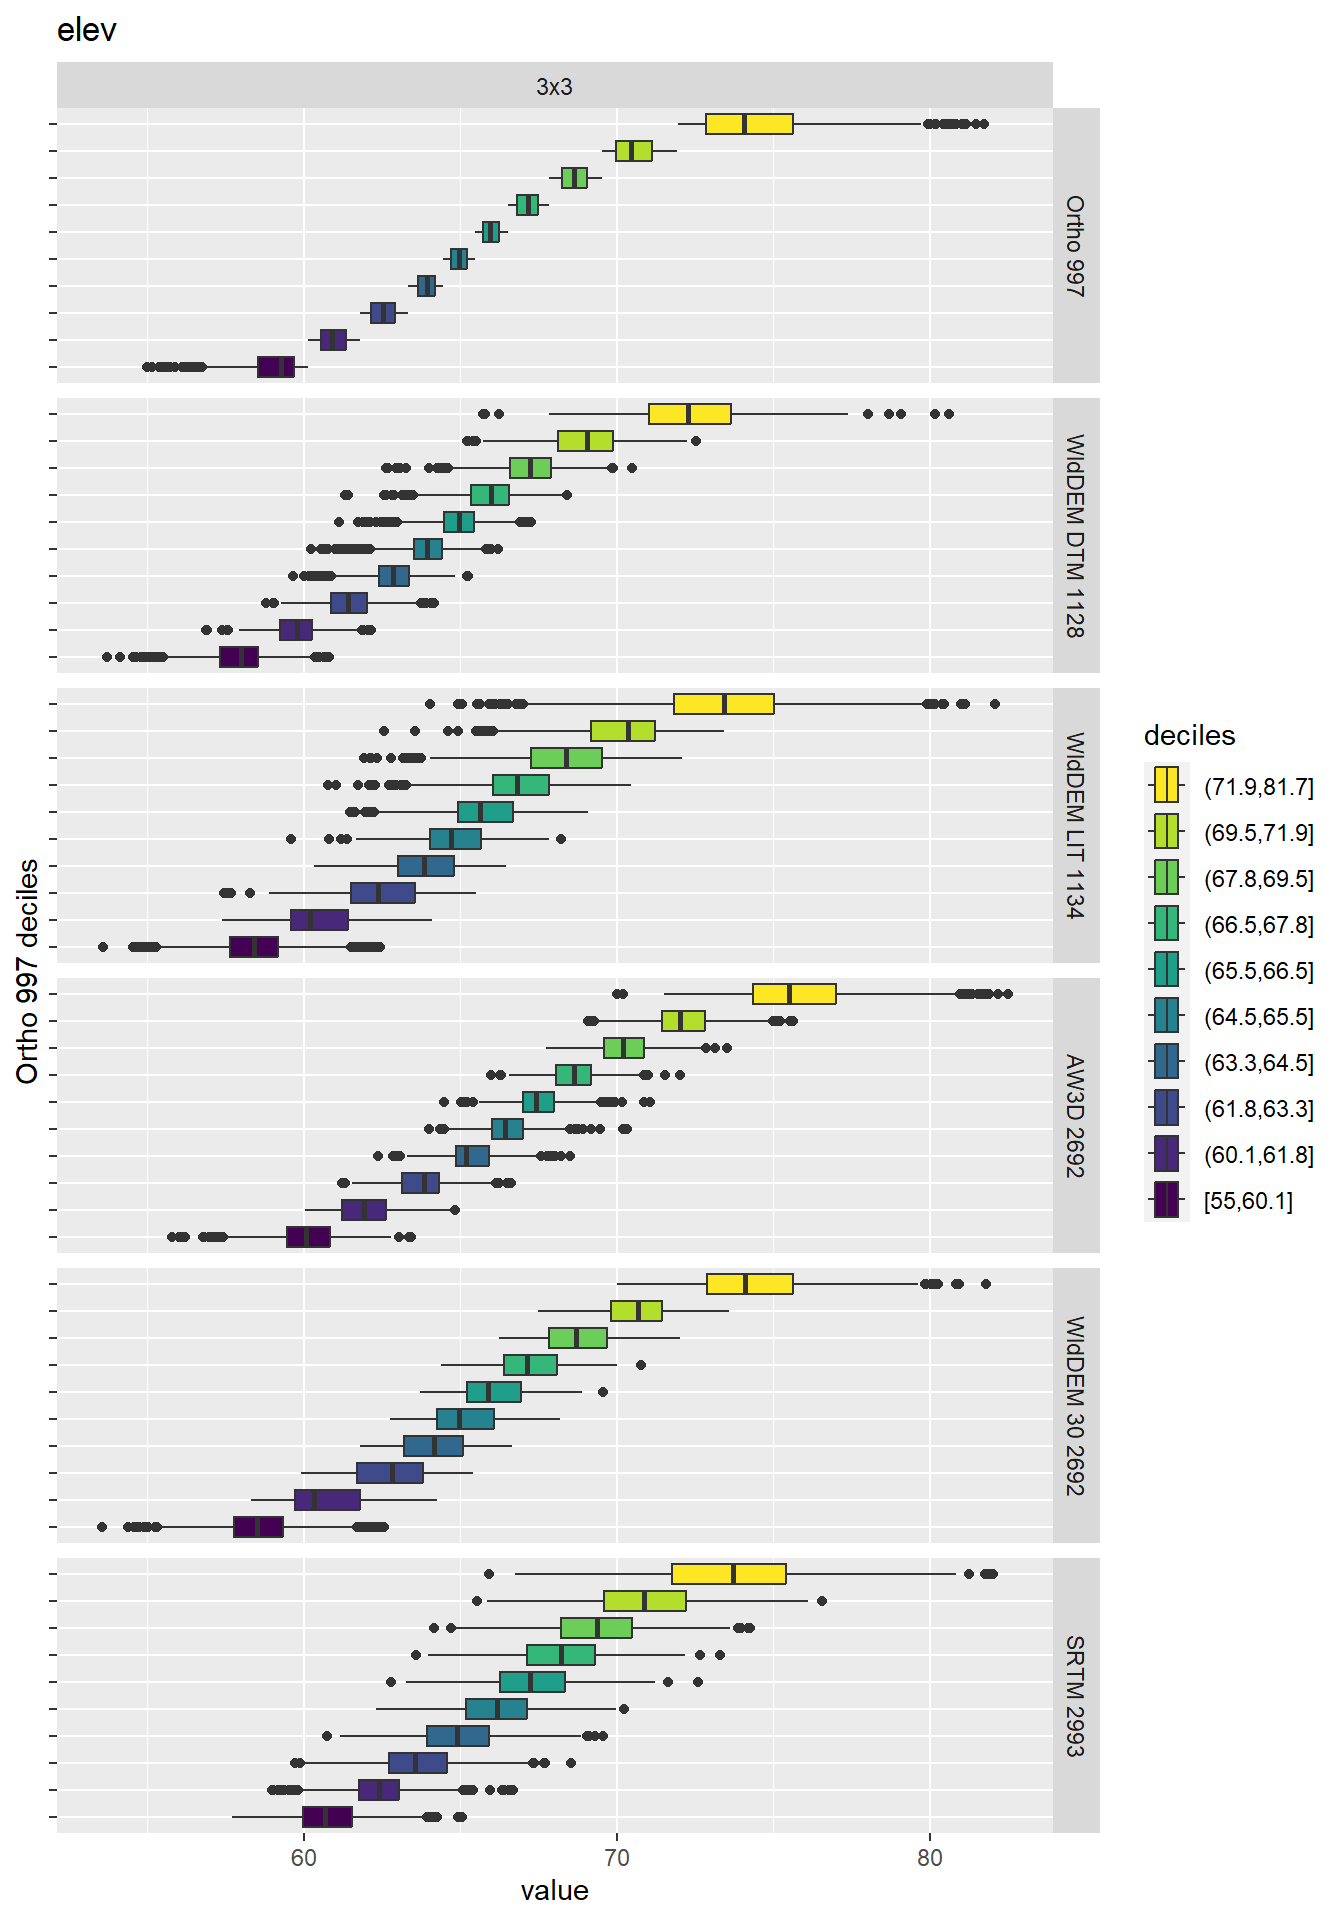 elev
3x3
Ortho 997
WldDEM DTM 1128
WldDEM LIT 1134
AW3D 2692
WldDEM 30 2692
SRTM 2993
Ortho 997 deciles
60 70 80
value
deciles
(71.9,81.7]
(69.5,71.9]
(67.8,69.5]
(66.5,67.8]
(65.5,66.5]
(64.5,65.5]
(63.3,64.5]
(61.8,63.3]
(60.1,61.8]
[55,60.1]